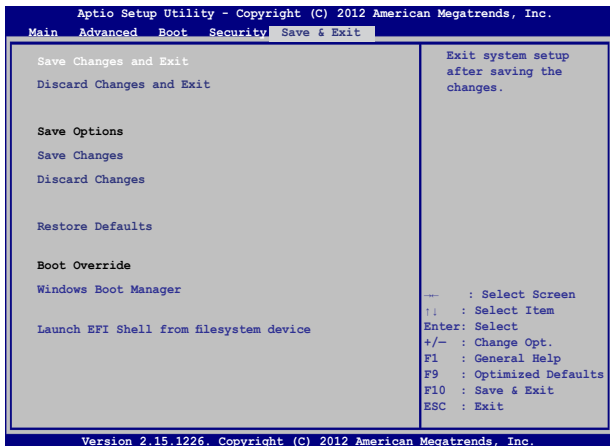 Aptio Setup Utility - Copyright (C) 2012 American Megatrends, Inc.
Main Advanced Boot Security Save & Exit
Save Changes and Exit
Discard Changes and Exit
Save Options
Save Changes
Discard Changes
Restore Defaults
Boot Override
Windows Boot Manager
Launch EFI Shell from filesystem device
Exit system setup
after saving the
changes.
→← : Select Screen
↑↓ : Select Item
Enter: Select
+/— : Change Opt.
F1 : General Help
F9 : Optimized Defaults
F10 : Save & Exit
ESC : Exit
Version 2.15.1226. Copyright (C) 2012 American Megatrends, Inc.